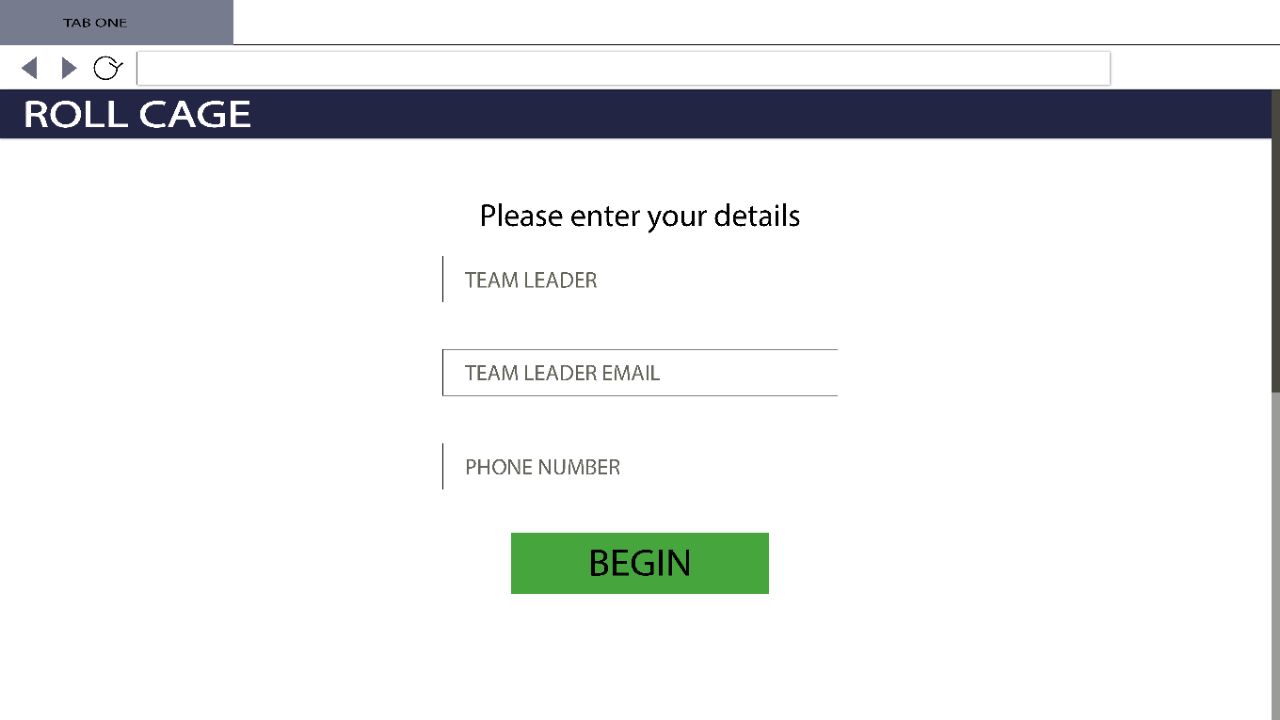 TAB ONE
ROLL CAGE
Please enter your details
TEAM LEADER
TEAM LEADER EMAIL
PHONE NUMBER
BEGIN